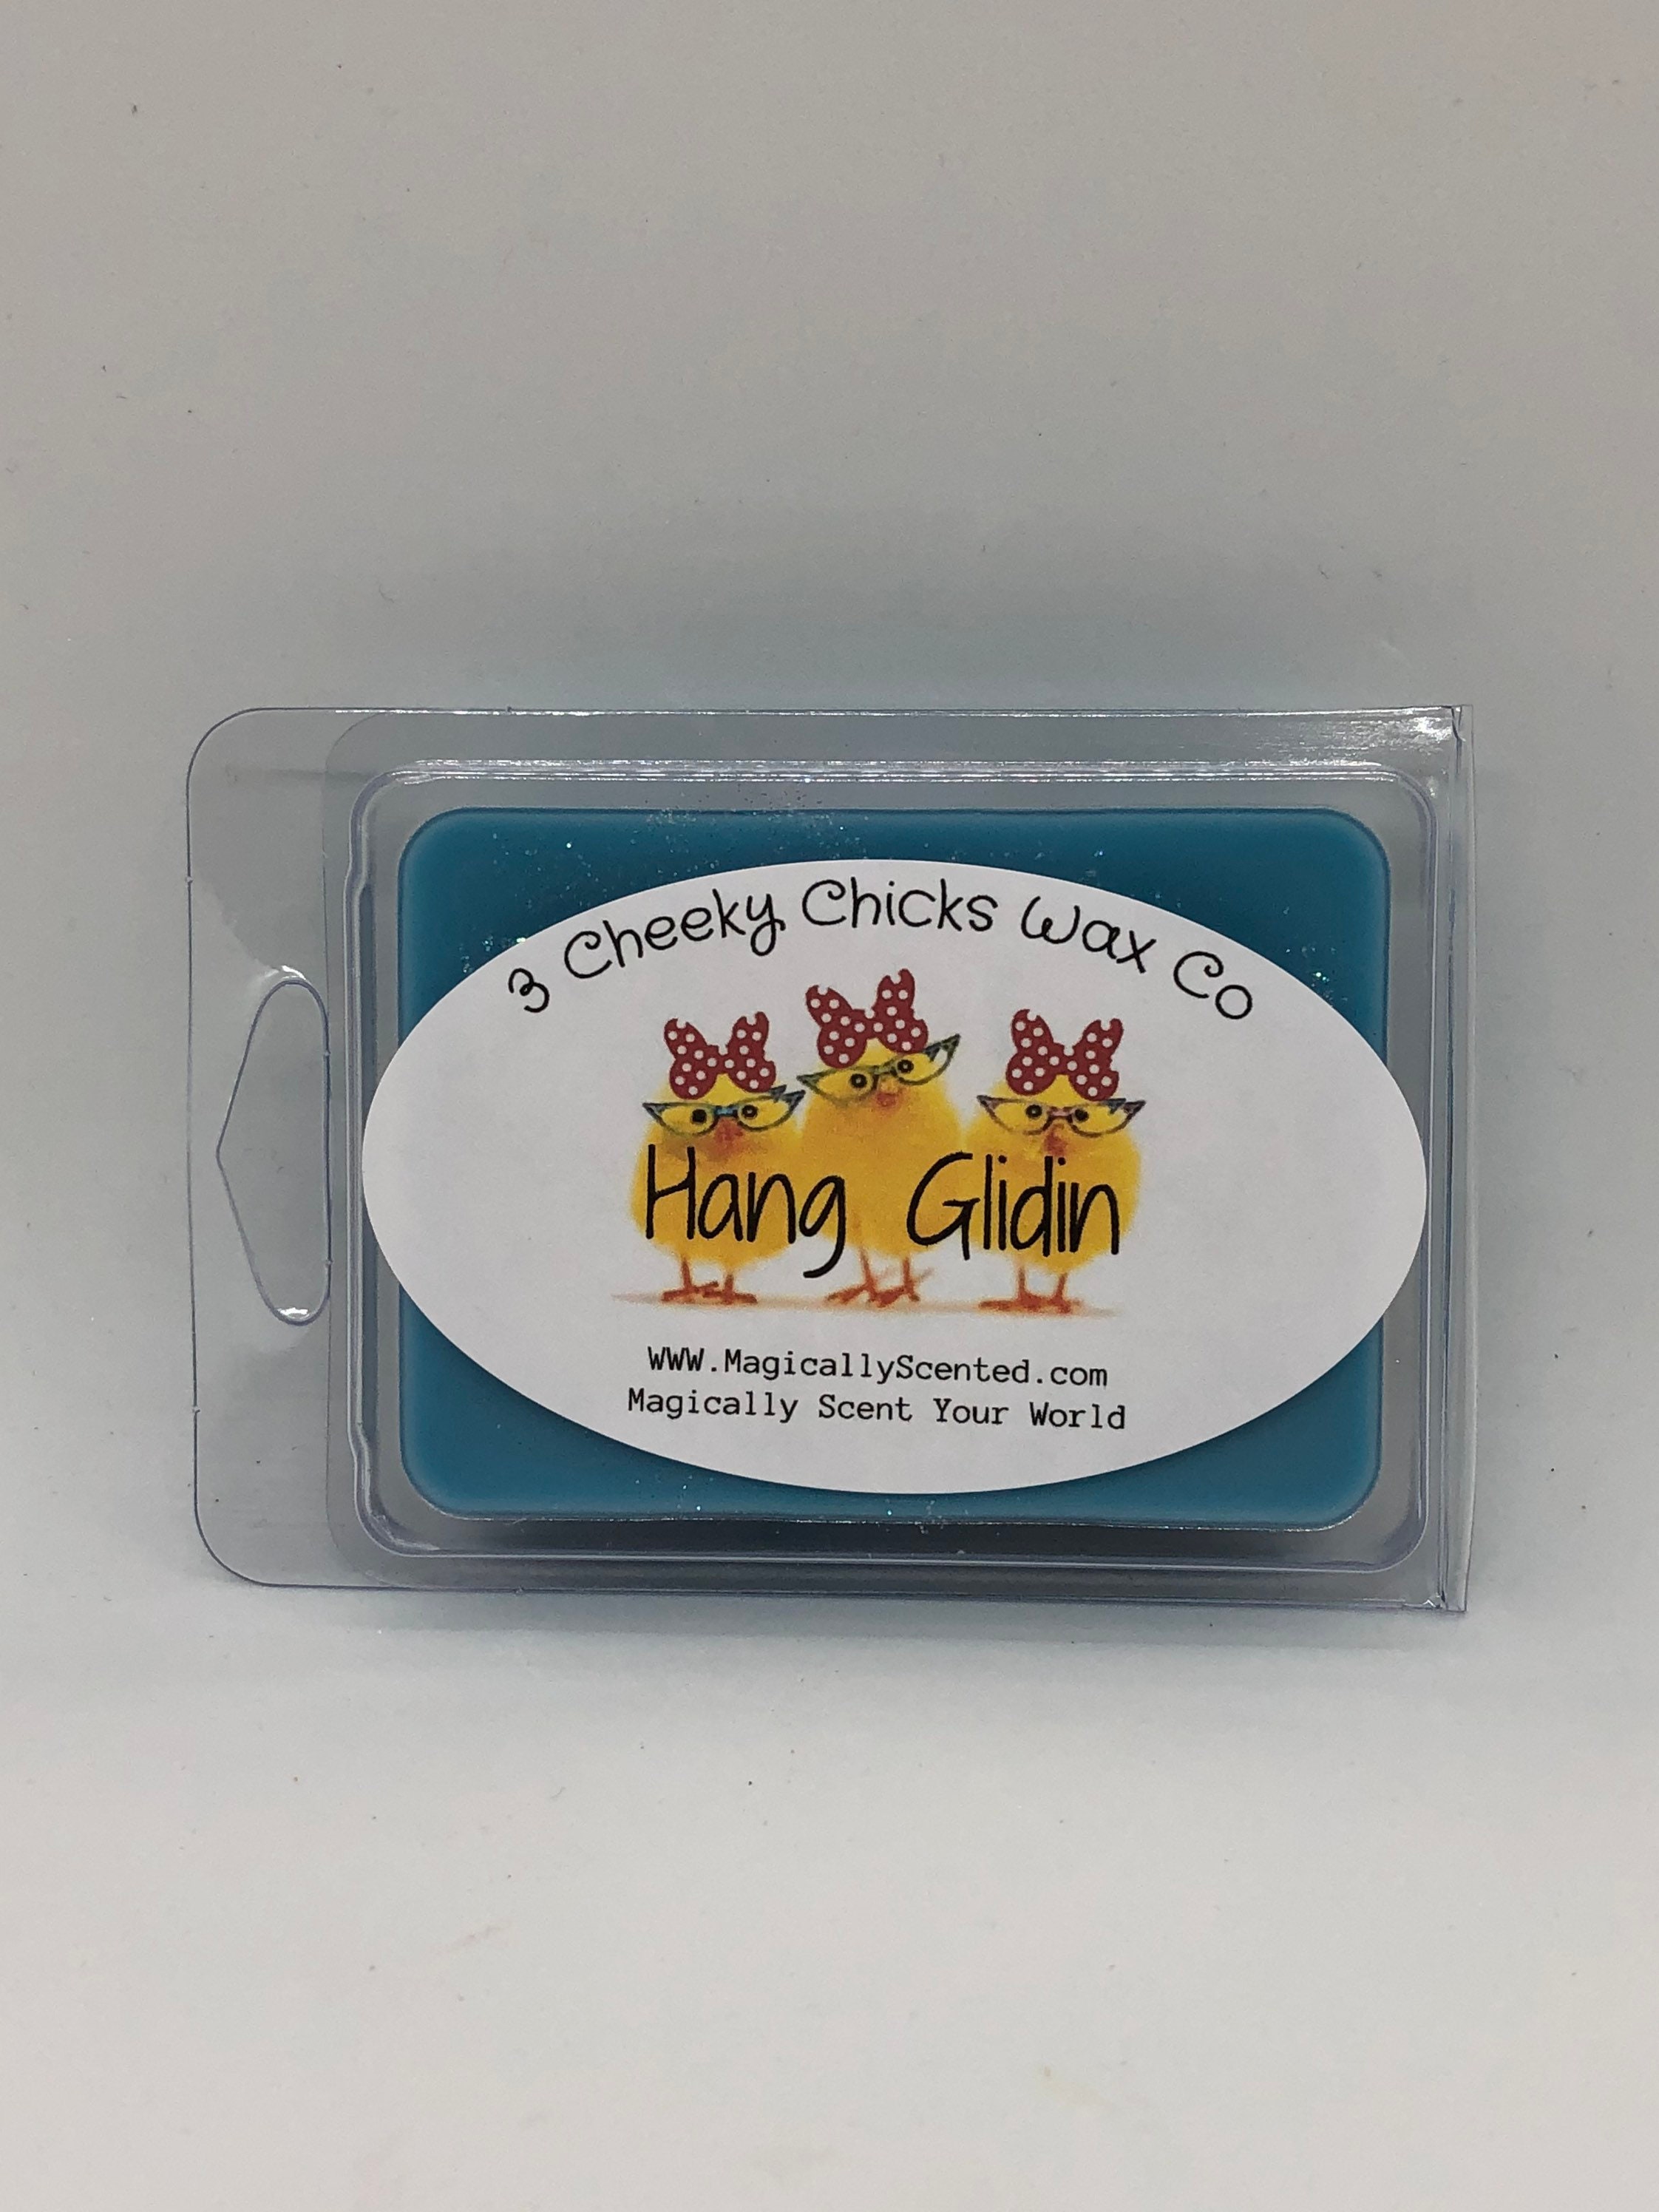 3 Cheeky Chicks Wax Co
Hang Glidin
WWW.MagicallyScented.com
Magically Scent Your World